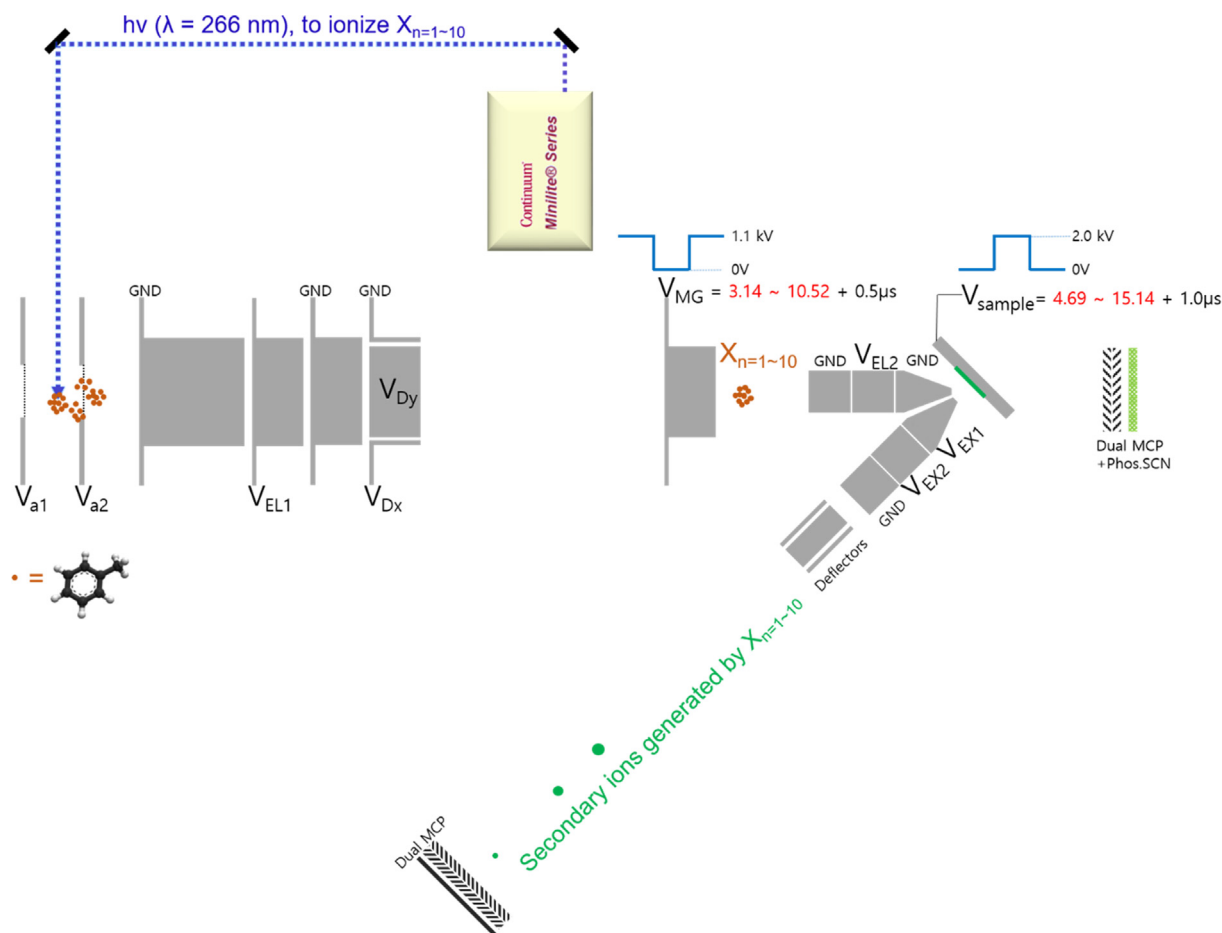 hν (λ = 266 nm), to ionize Xn=1~10
Continuum®
Minilite® Series
1.1 kV
0V
VMG = 3.14 ~ 10.52 + 0.5μs
2.0 kV
0V
Vsample= 4.69 ~ 15.14 + 1.0μs
GND
GND
GND
Xn=1~10
GND
VEL2
GND
VDy
Va1
Va2
VEL1
VDx
VEX1
VEX2
GND
Deflectors
Dual MCP
+Phos.SCN
• =
Secondary ions generated by Xn=1~10
Dual MCP